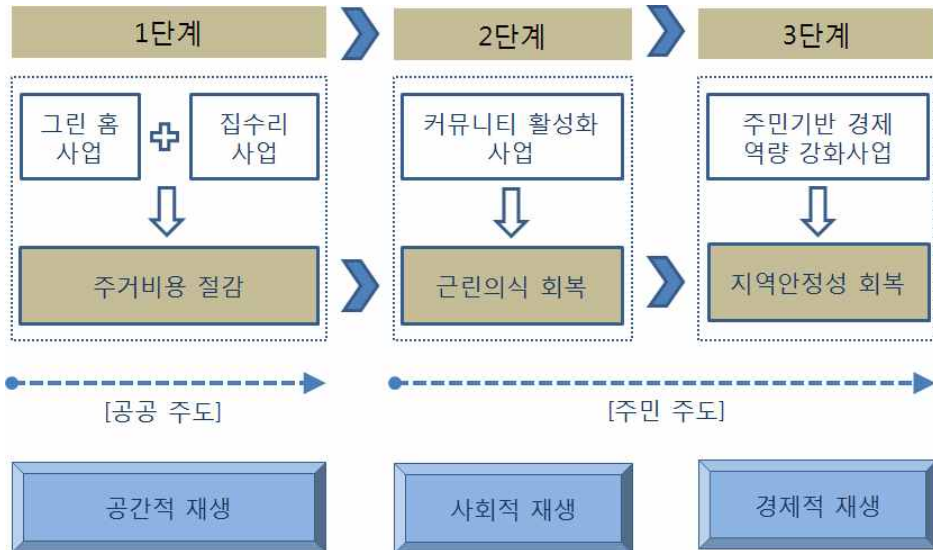 1단계
2단계
3단계
그린 홈
사업
집수리
사업
커뮤니티 활성화
사업
주민기반 경제
역량 강화사업
주거비용 절감
근린의식 회복
지역안정성 회복
[공공 주도]
[주민 주도]
공간적 재생
사회적 재생
경제적 재생